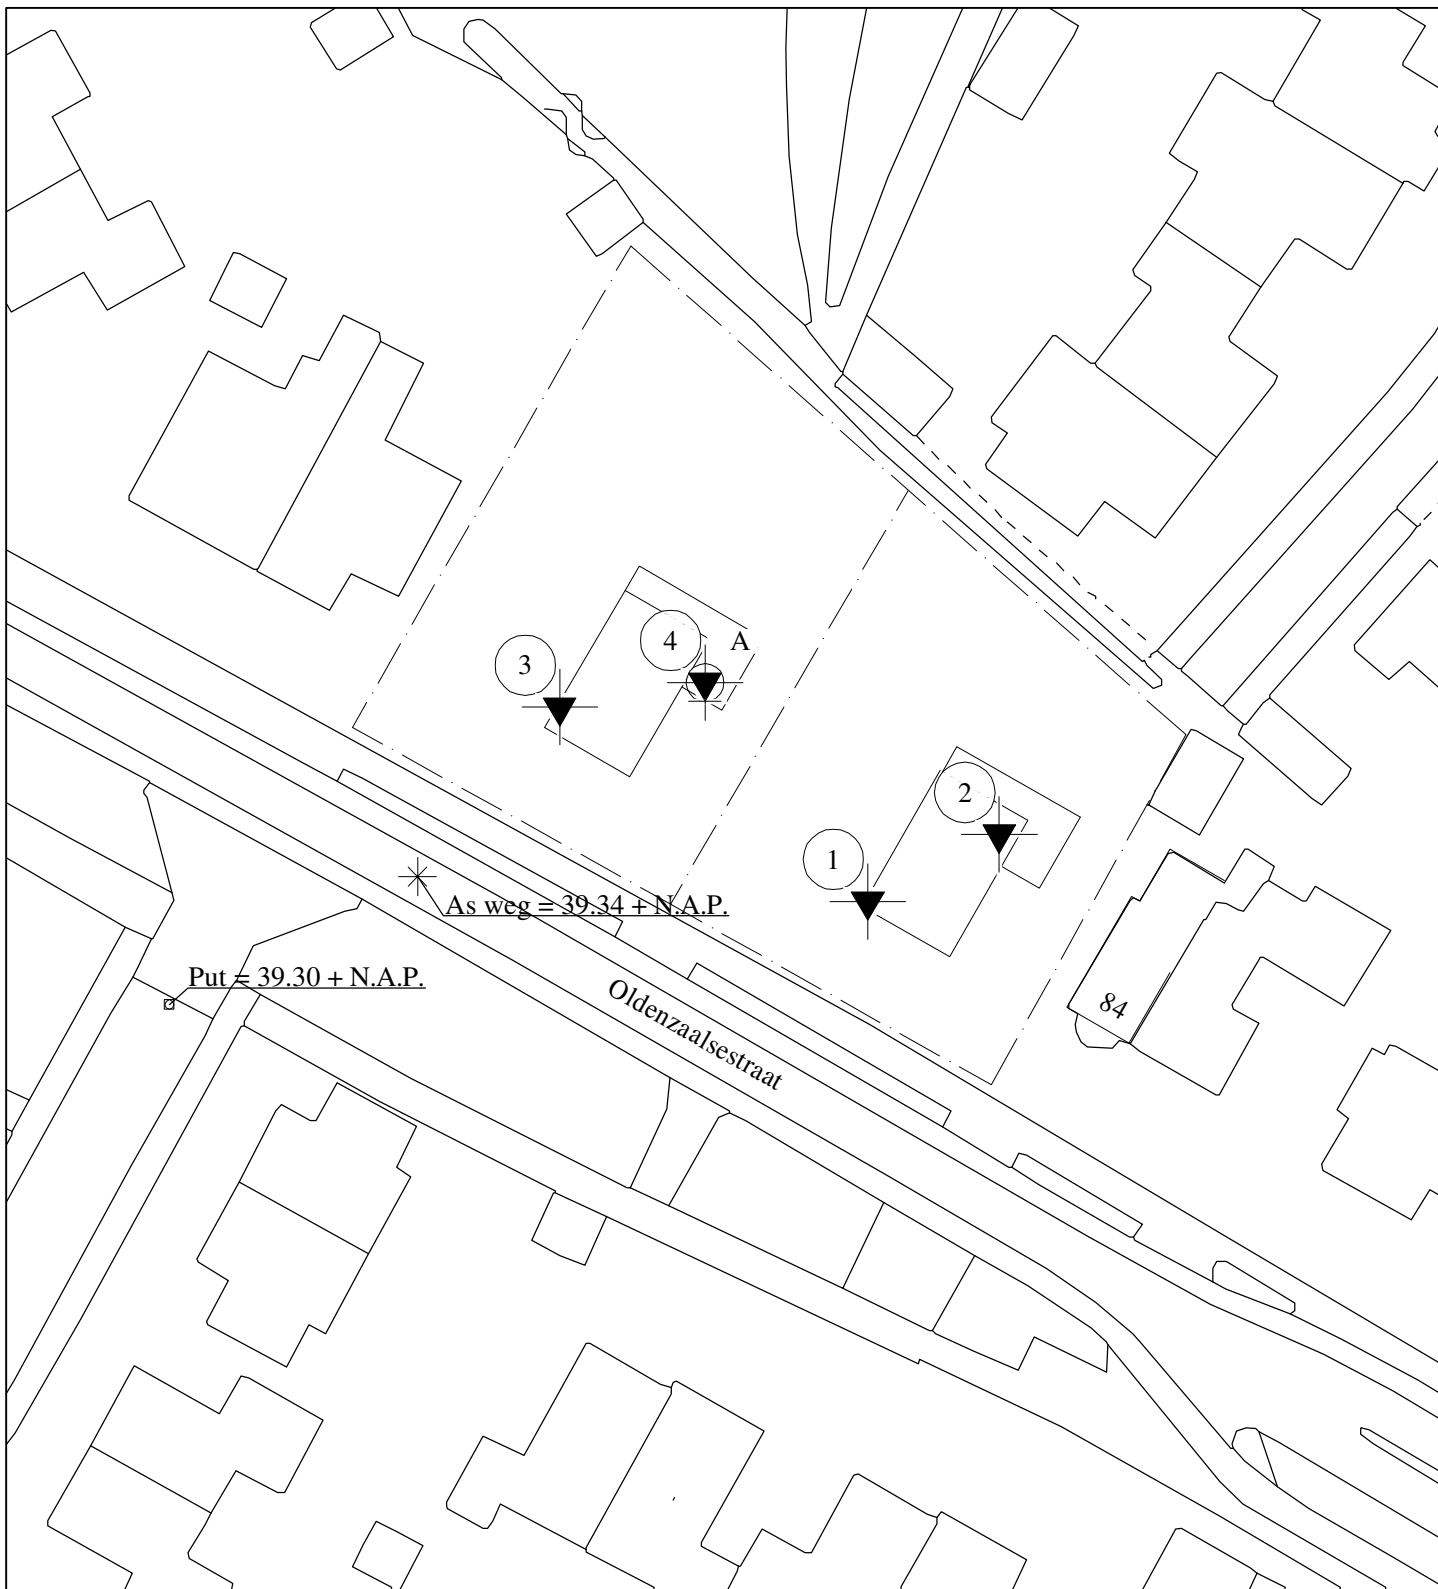 4
A
3
2
1
As weg = 39.34 + N.A.P.
Put = 39.30 + N.A.P.
Oldenzaalsestraat
84